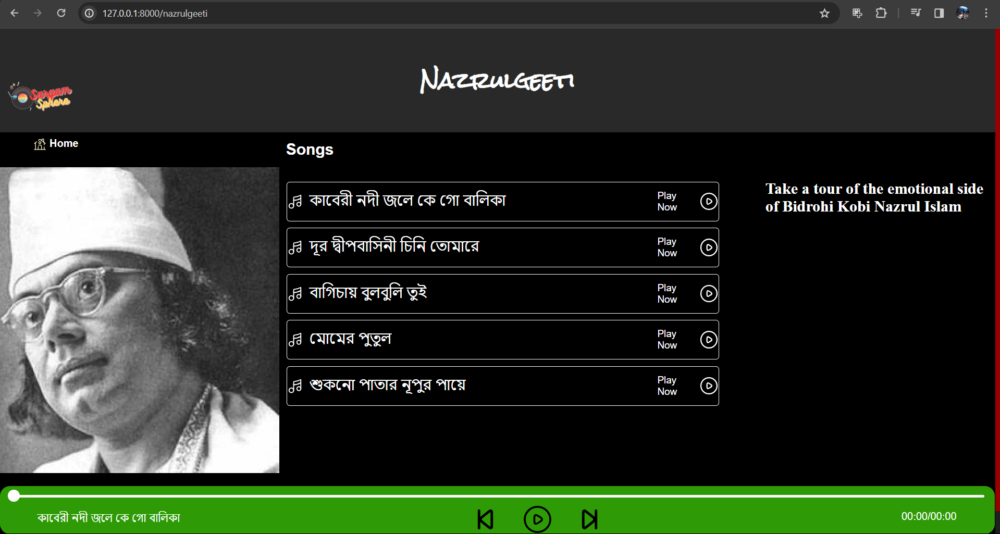 127.0.0.1:8000/nazrulgeeti
Nazrulgeeti
Sargam
Sphere
Home
Songs
কাবেরী নদী জলে কে গো বালিকা
Play
Now
দূর দ্বীপবাসিনী চিনি তোমারে
Play
Now
বাগিচায় বুলবুলি তুই
Play
Now
মোমের পুতুল
Play
Now
শুকনো পাতার নূপুর পায়ে
Play
Now
Take a tour of the emotional side
of Bidrohi Kobi Nazrul Islam
কাবেরী নদী জলে কে গো বালিকা
00:00/00:00